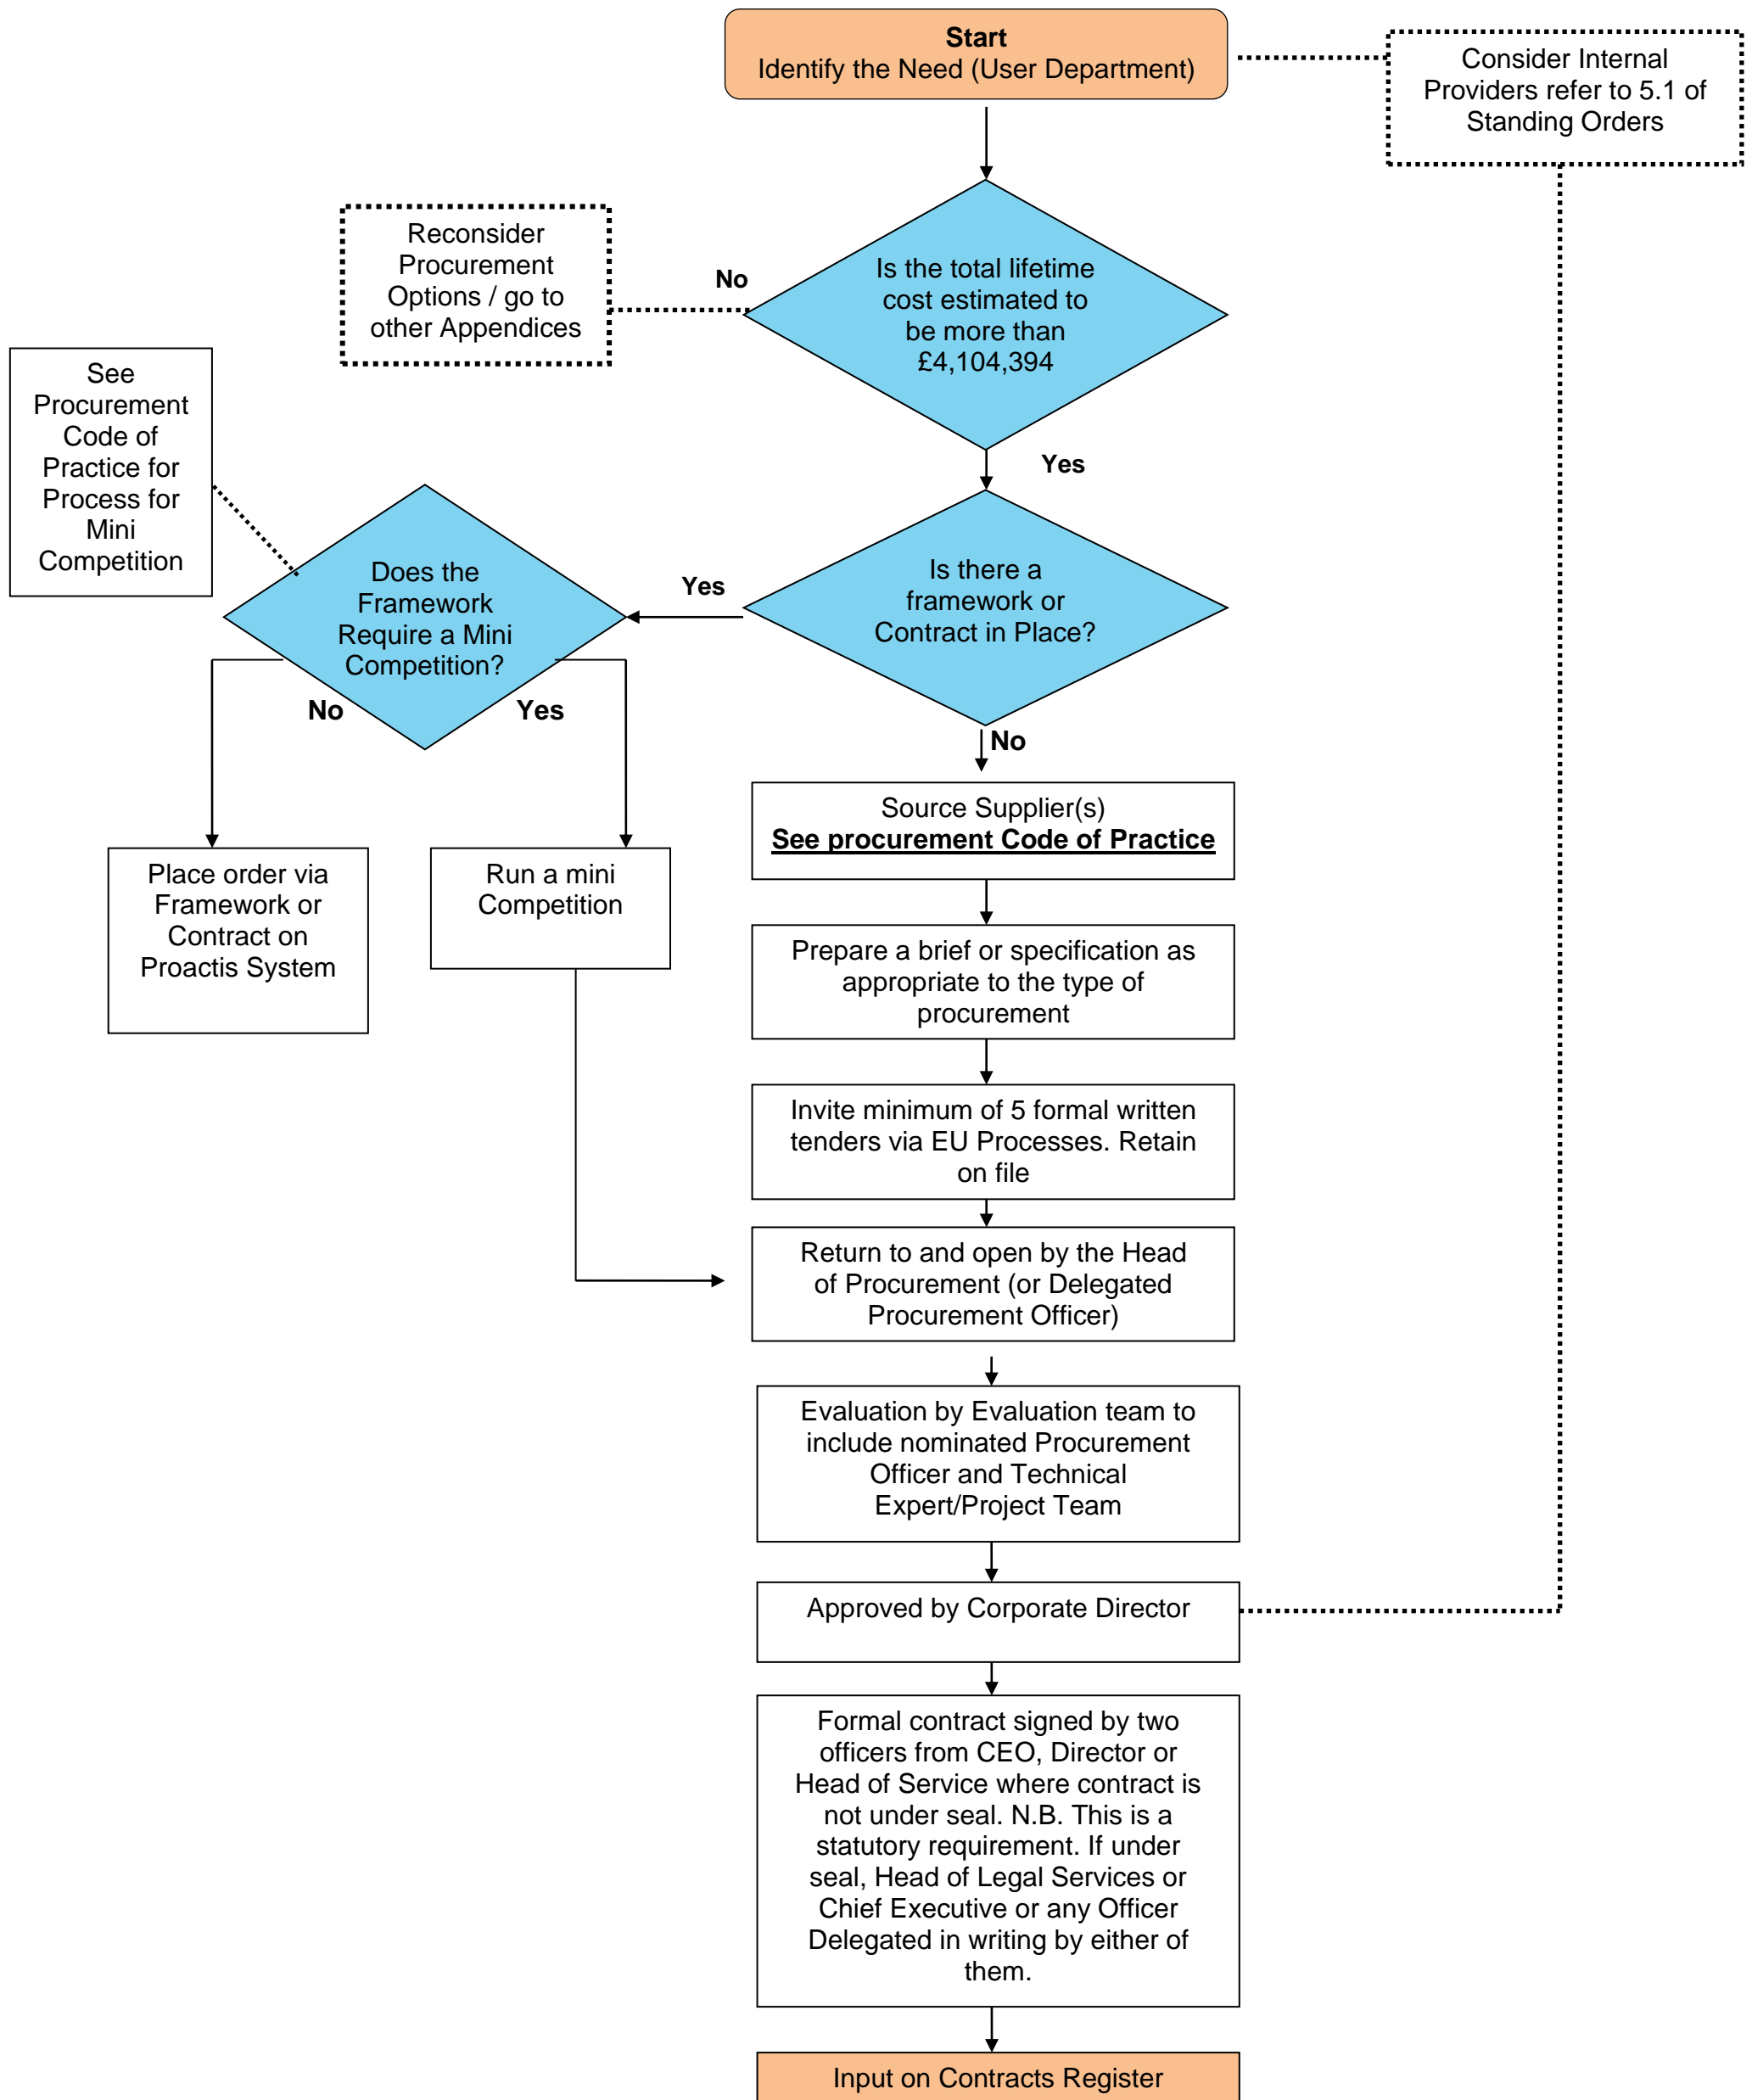 Start
Identify the Need (User Department)
Consider Internal
Providers refer to 5.1 of
Standing Orders
Reconsider
Procurement
Options / go to
other Appendices
No
Is the total lifetime
cost estimated to
be more than
£4,104,394
Yes
See
Procurement
Code of
Practice for
Process for
Mini
Competition
Does the
Framework
Require a Mini
Competition?
Yes
Is there a
framework or
Contract in Place?
No
Yes
No
Place order via
Framework or
Contract on
Proactis System
Run a mini
Competition
Source Supplier(s)
See procurement Code of Practice
Prepare a brief or specification as
appropriate to the type of
procurement
Invite minimum of 5 formal written
tenders via EU Processes. Retain
on file
Return to and open by the Head
of Procurement (or Delegated
Procurement Officer)
Evaluation by Evaluation team to
include nominated Procurement
Officer and Technical
Expert/Project Team
Approved by Corporate Director
Formal contract signed by two
officers from CEO, Director or
Head of Service where contract is
not under seal. N.B. This is a
statutory requirement. If under
seal, Head of Legal Services or
Chief Executive or any Officer
Delegated in writing by either of
them.
Input on Contracts Register